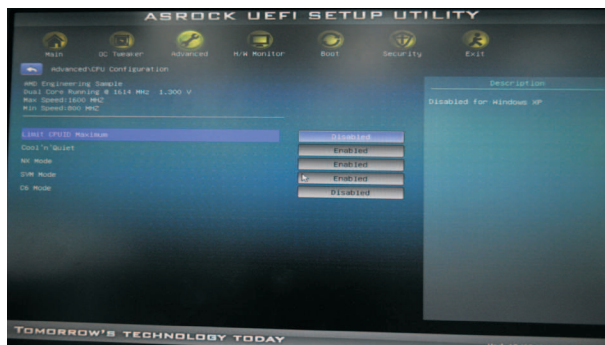 ASROCK UEFI SETUP UTILITY
Main OC Tweaker Advanced H/W Monitor Boot Security Exit
Advanced\CPU Configuration
AMD Engineering Sample
Dual Core Running @ 1614 MHz 1.300 V
Max Speed:1600 MHZ
Min Speed:800 MHZ
Limit CPUID Maximum Disabled
Cool'n'Quiet Enabled
NX Mode Enabled
SVM Mode Enabled
C6 Mode Disabled
Description
Disabled for Windows XP
TOMORROW'S TECHNOLOGY TODAY